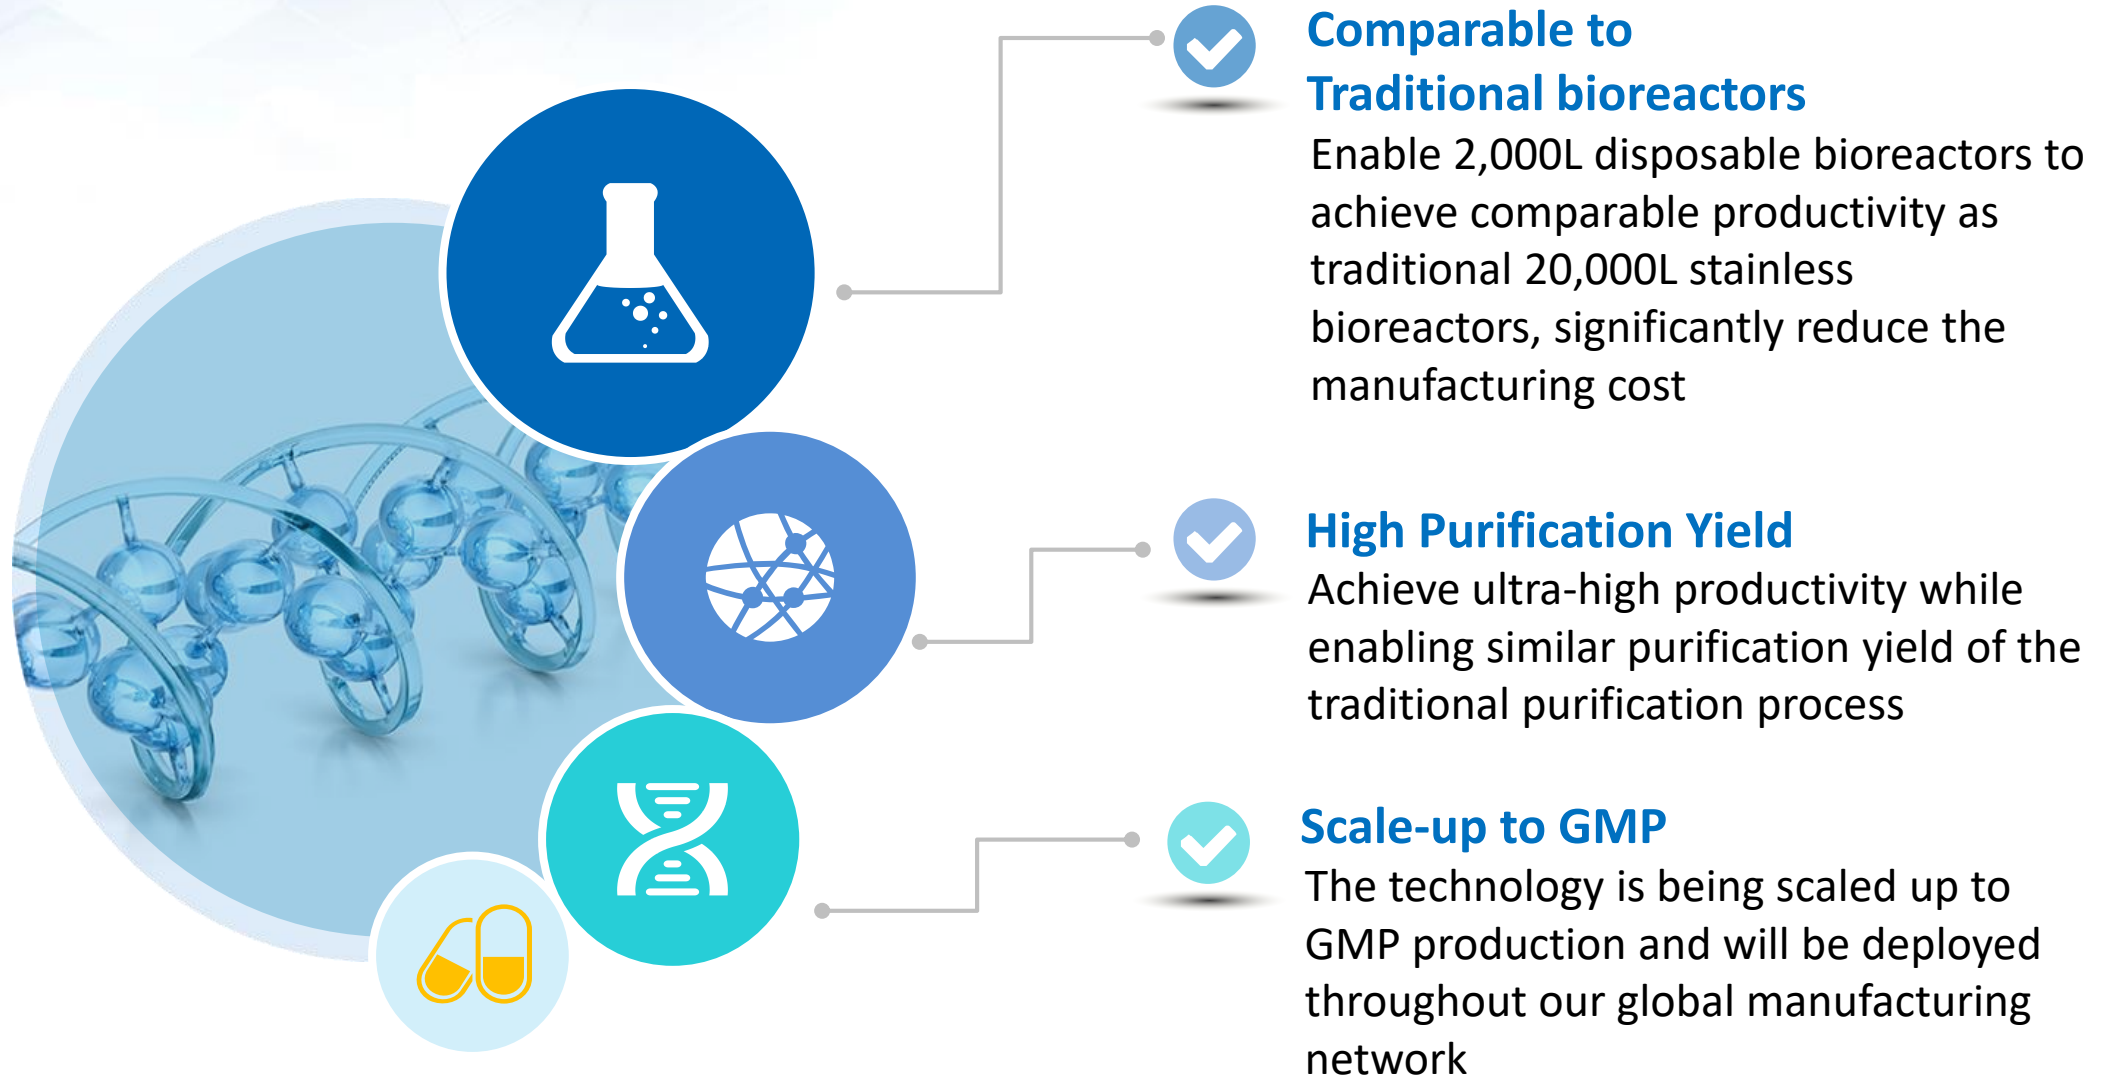 Comparable to
Traditional bioreactors
Enable 2,000L disposable bioreactors to
achieve comparable productivity as
traditional 20,000L stainless
bioreactors, significantly reduce the
manufacturing cost
High Purification Yield
Achieve ultra-high productivity while
enabling similar purification yield of the
traditional purification process
Scale-up to GMP
The technology is being scaled up to
GMP production and will be deployed
throughout our global manufacturing
network